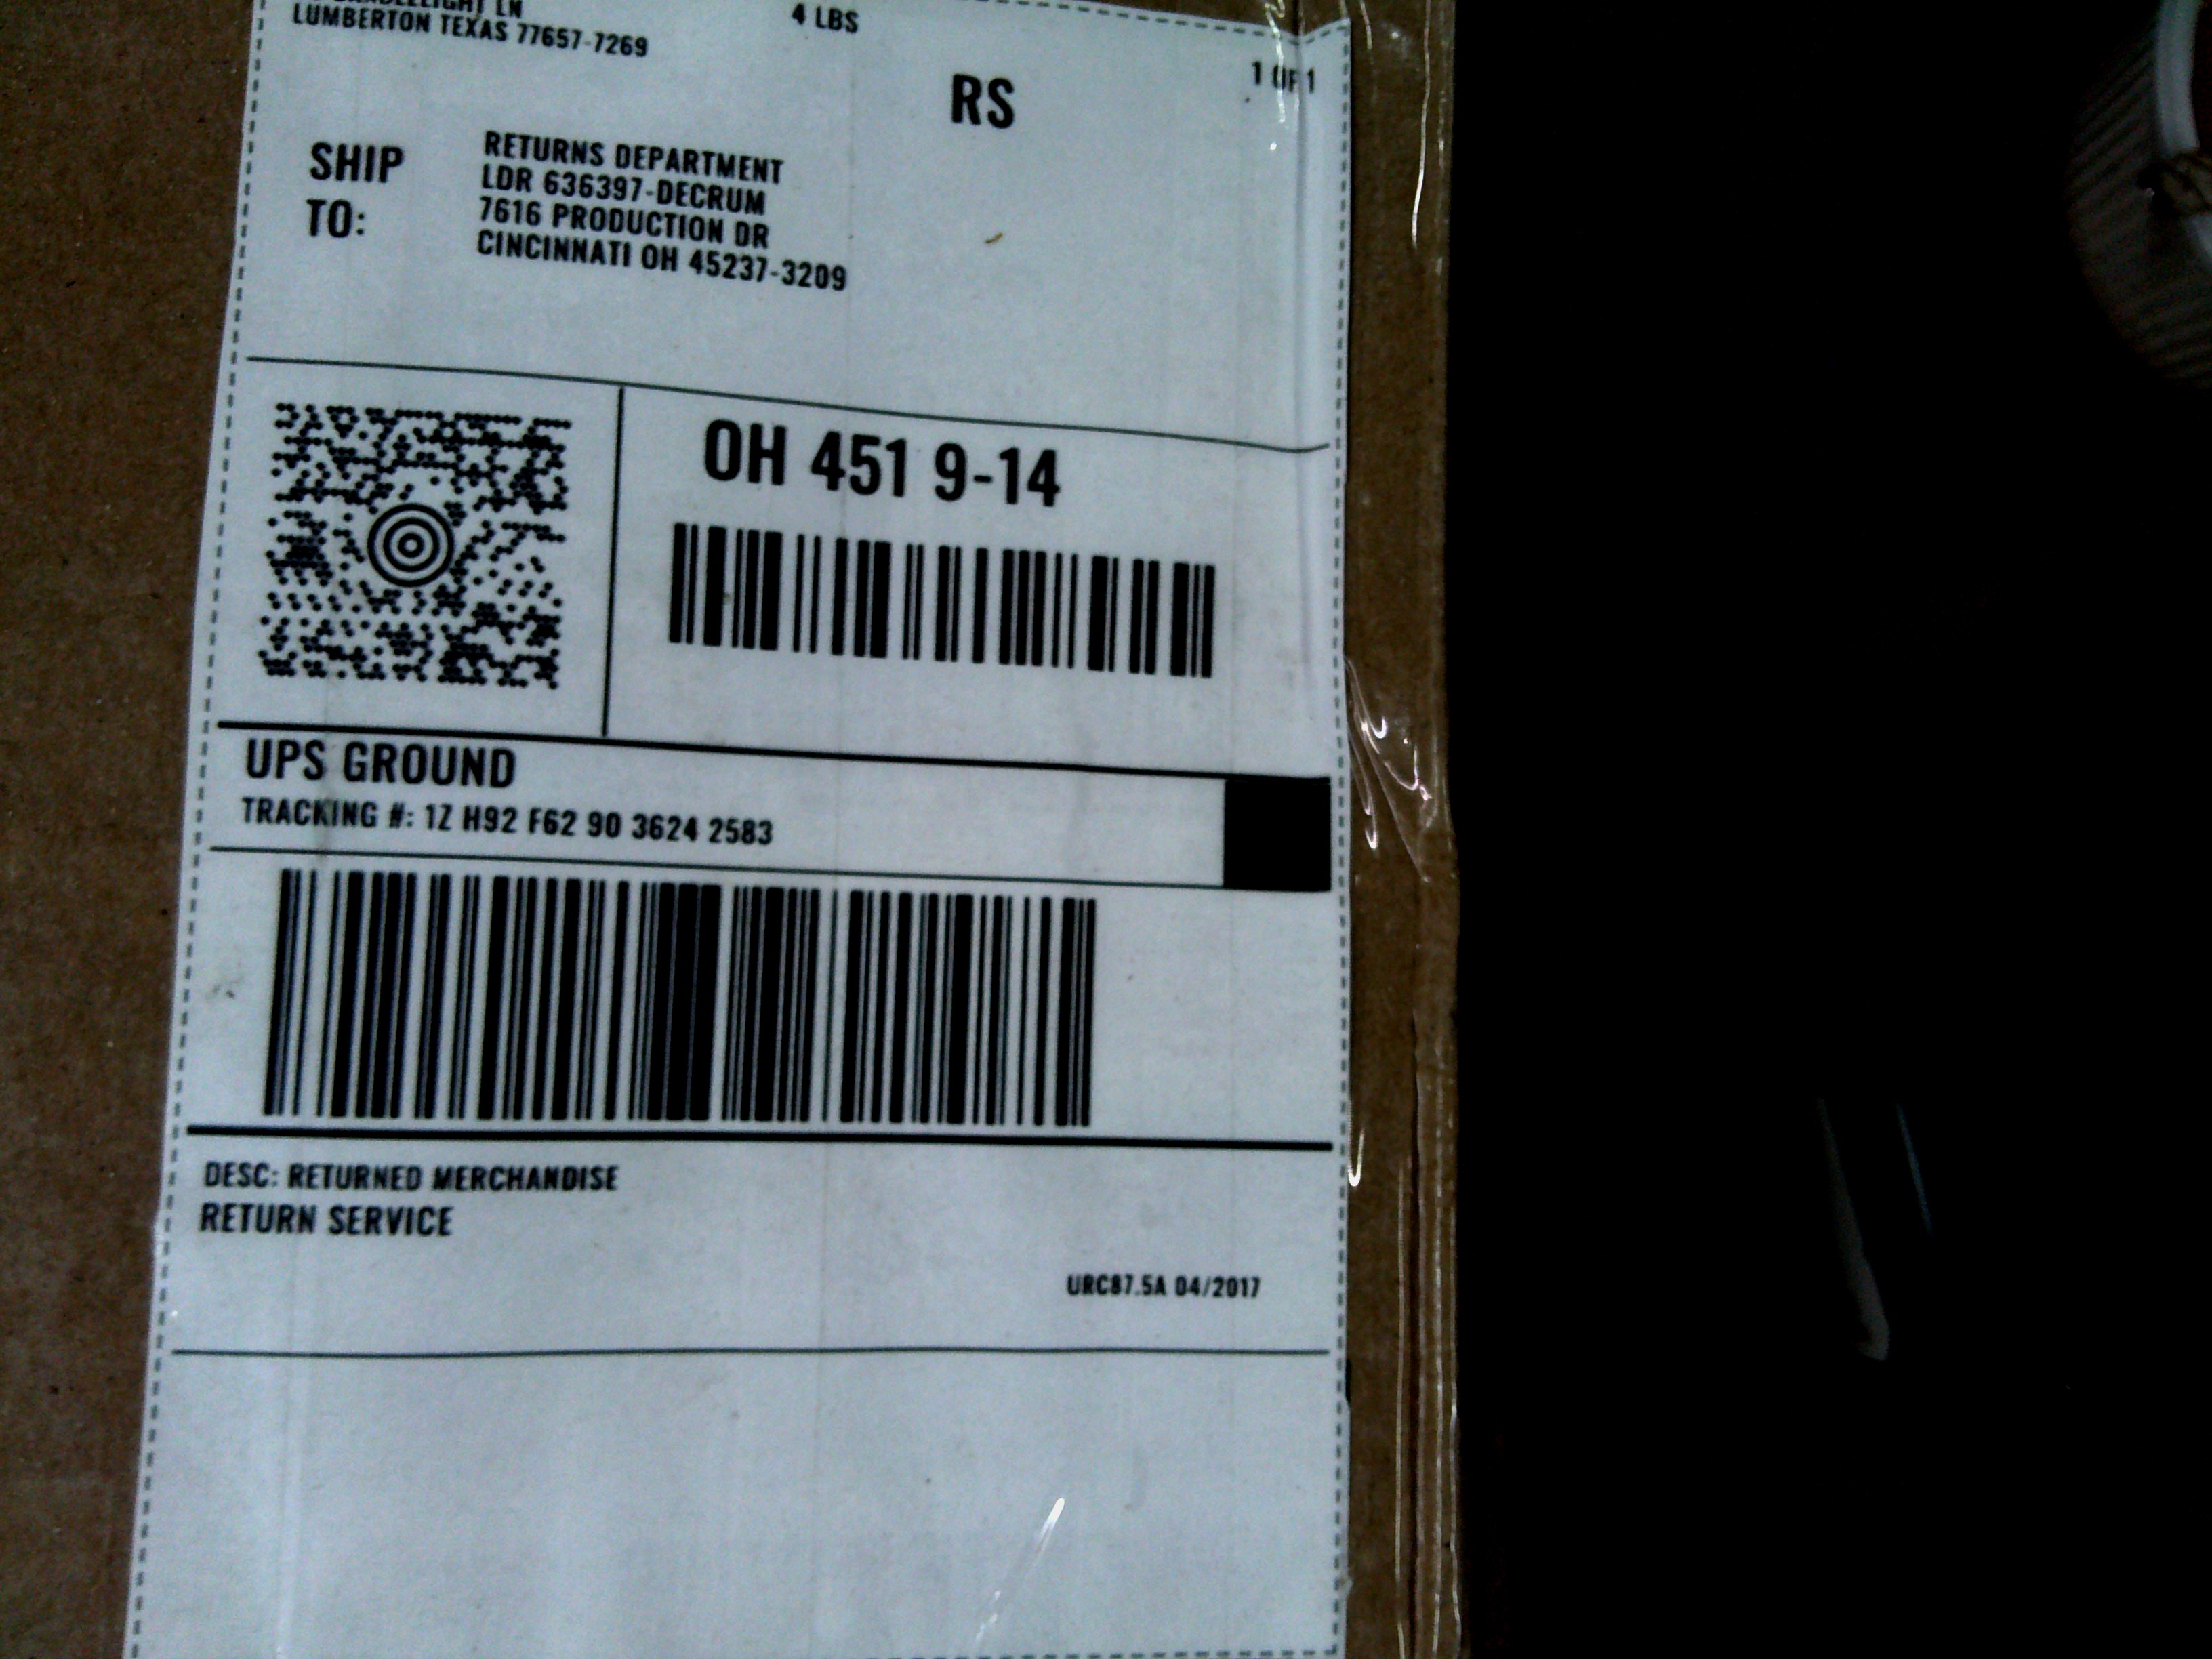 LN
LUMBERTON TEXAS 77657-7269
4 LBS
1 OF 1
RS
SHIP TO:
RETURNS DEPARTMENT
LDR 636397-DECRUM
7616 PRODUCTION DR
CINCINNATI OH 45237-3209
OH 451 9-14
UPS GROUND
TRACKING #: 1Z H92 F62 90 3624 2583
DESC: RETURNED MERCHANDISE
RETURN SERVICE
URC87.5A 04/2017